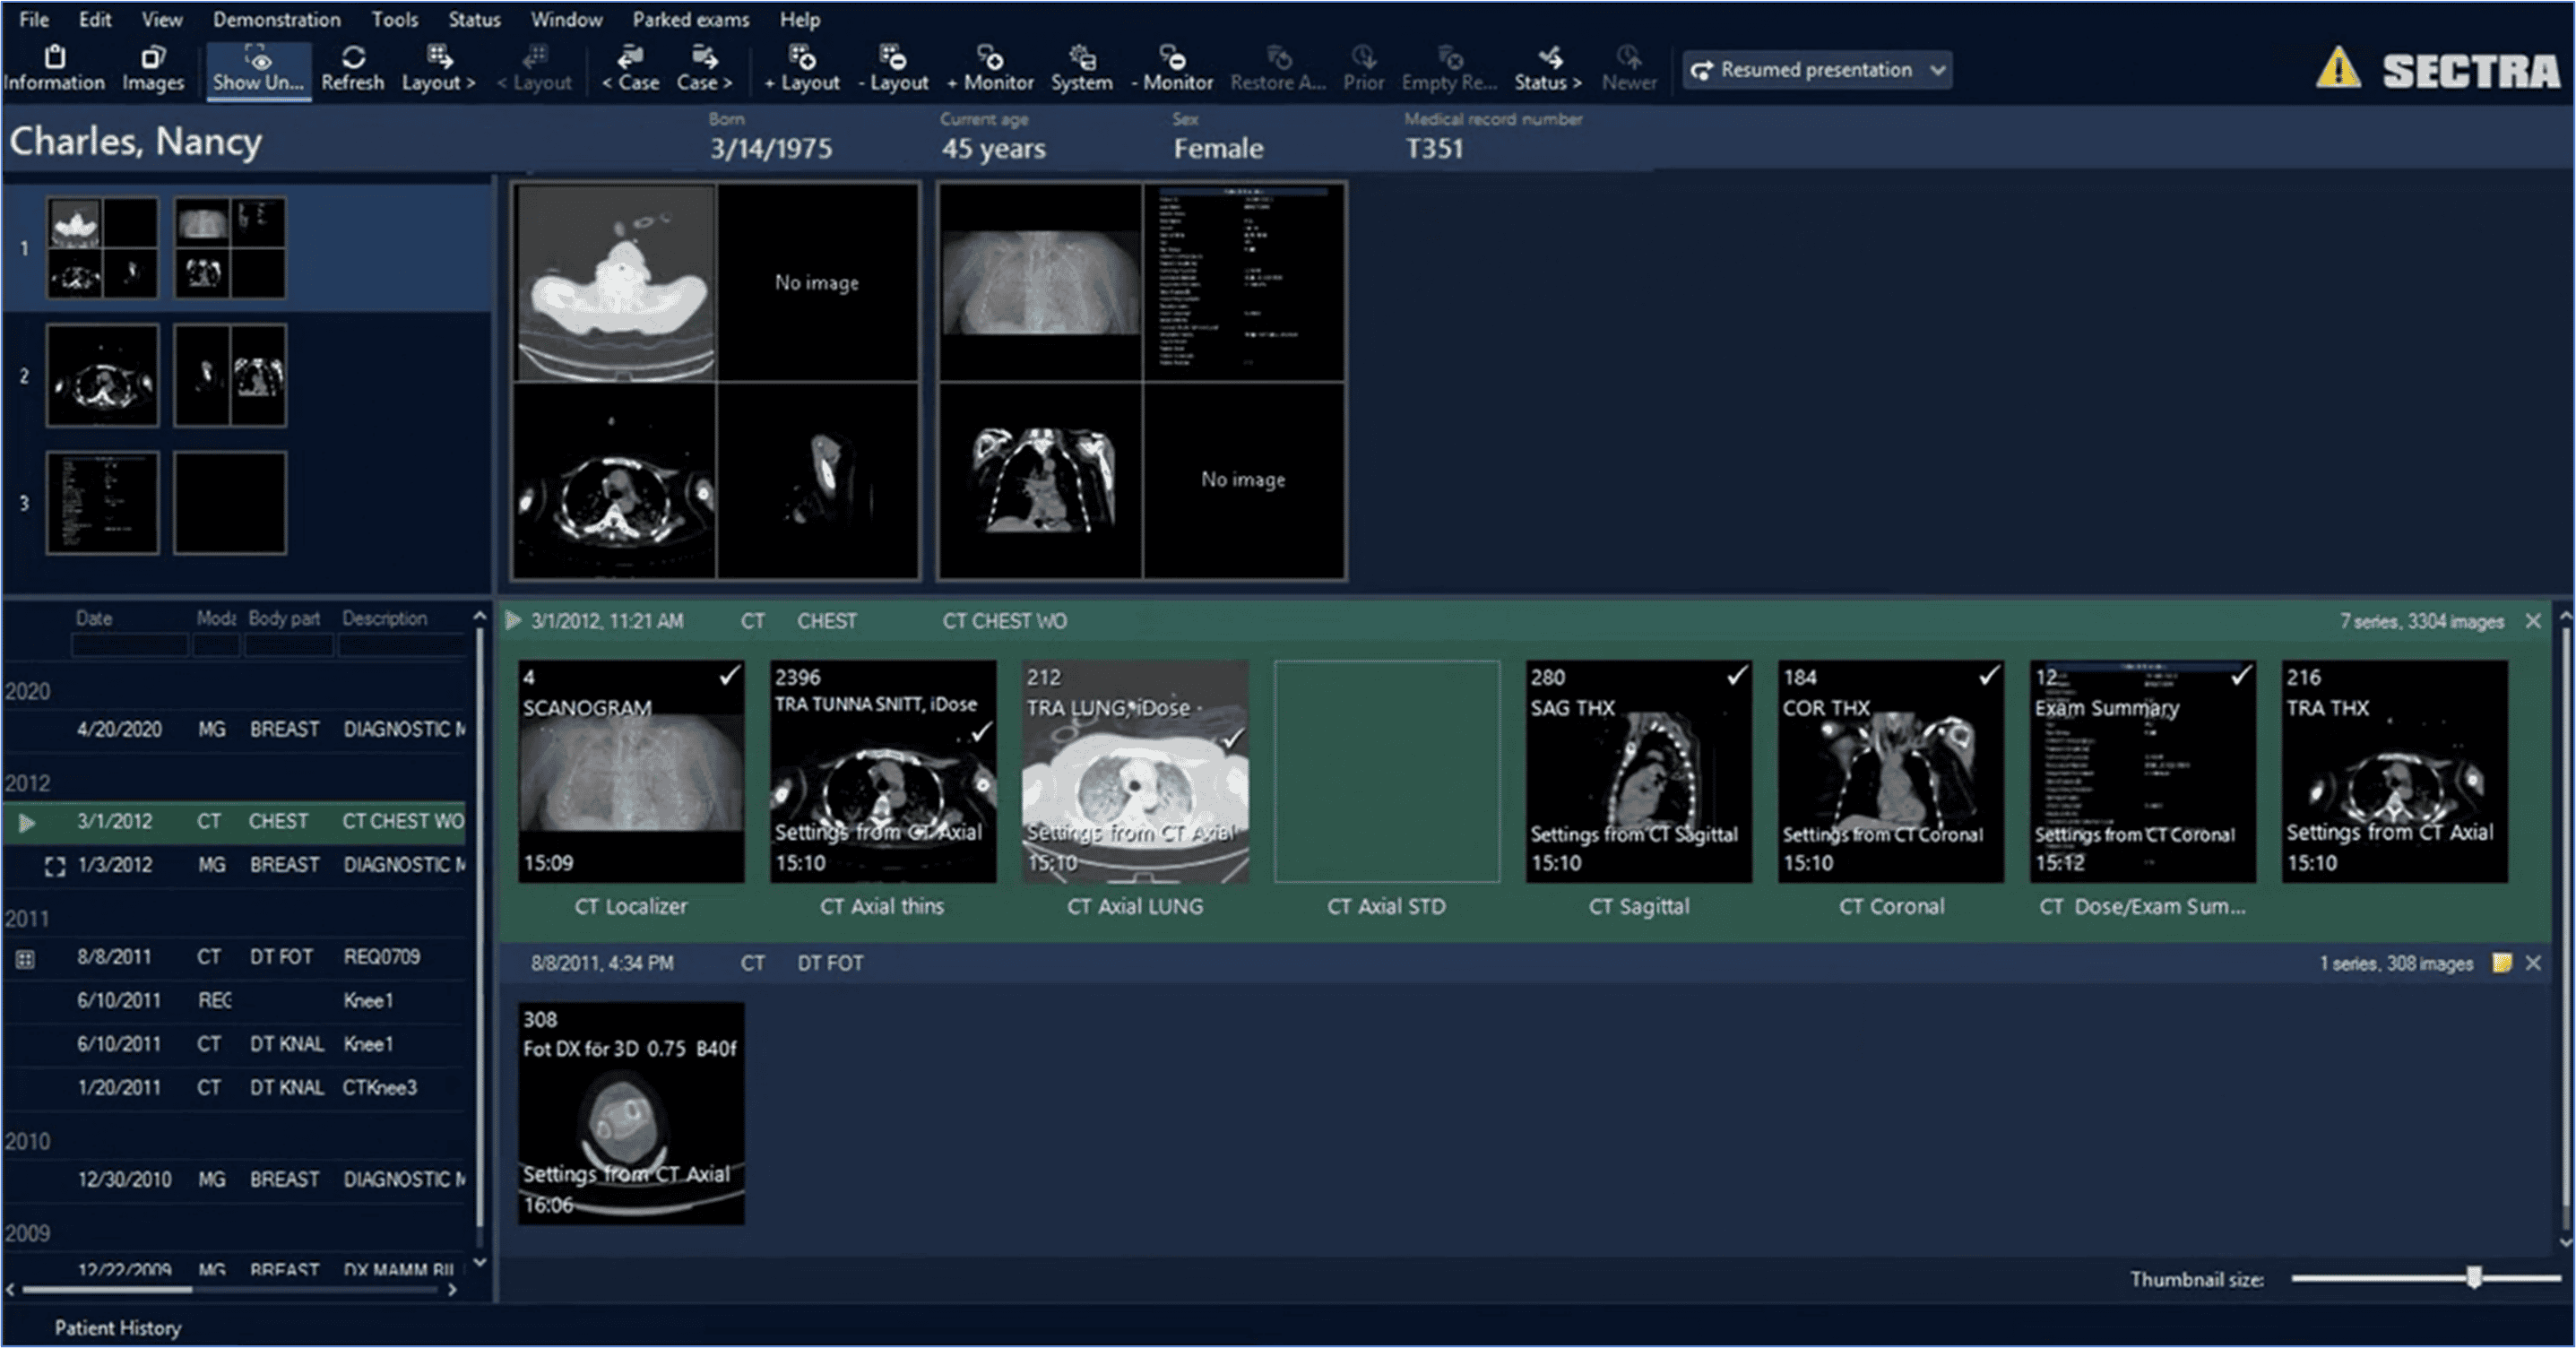 File Edit View Demonstration Tools Status Window Parked exams Help
Information Images Show Un... Refresh Layout > < Layout < Case Case > + Layout - Layout + Monitor System - Monitor Restore A... Prior Empty Re... Status > Newer Resumed presentation SECTRA
Born Current age Sex Medical record number
Charles, Nancy 3/14/1975 45 years Female T351
1
No image
2
3
No image
Date Moda Body part Description
2020
4/20/2020 MG BREAST DIAGNOSTIC M
2012
3/1/2012 CT CHEST CT CHEST WO
1/3/2012 MG BREAST DIAGNOSTIC M
2011
8/8/2011 CT DT FOT REQ0709
6/10/2011 REC Knee1
6/10/2011 CT DT KNAL Knee1
1/20/2011 CT DT KNAL CTKnee3
2010
12/30/2010 MG BREAST DIAGNOSTIC M
2009
12/22/2009 MG BREAST DX MAMM BIL
3/1/2012, 11:21 AM CT CHEST CT CHEST WO 7 series, 3304 images
4
SCANOGRAM
15:09
CT Localizer
2396
TRA TUNNA SNITT, iDose
Settings from CT Axial
15:10
CT Axial thins
212
TRA LUNG, iDose
Settings from CT Axial
15:10
CT Axial LUNG
CT Axial STD
280
SAG THX
Settings from CT Sagittal
15:10
CT Sagittal
184
COR THX
Settings from CT Coronal
15:10
CT Coronal
12
Exam Summary
Settings from CT Coronal
15:12
CT Dose/Exam Sum...
216
TRA THX
Settings from CT Axial
15:10
8/8/2011, 4:34 PM CT DT FOT 1 series, 308 images
308
Fot DX för 3D 0.75 B40f
Settings from CT Axial
16:06
Thumbnail size:
Patient History